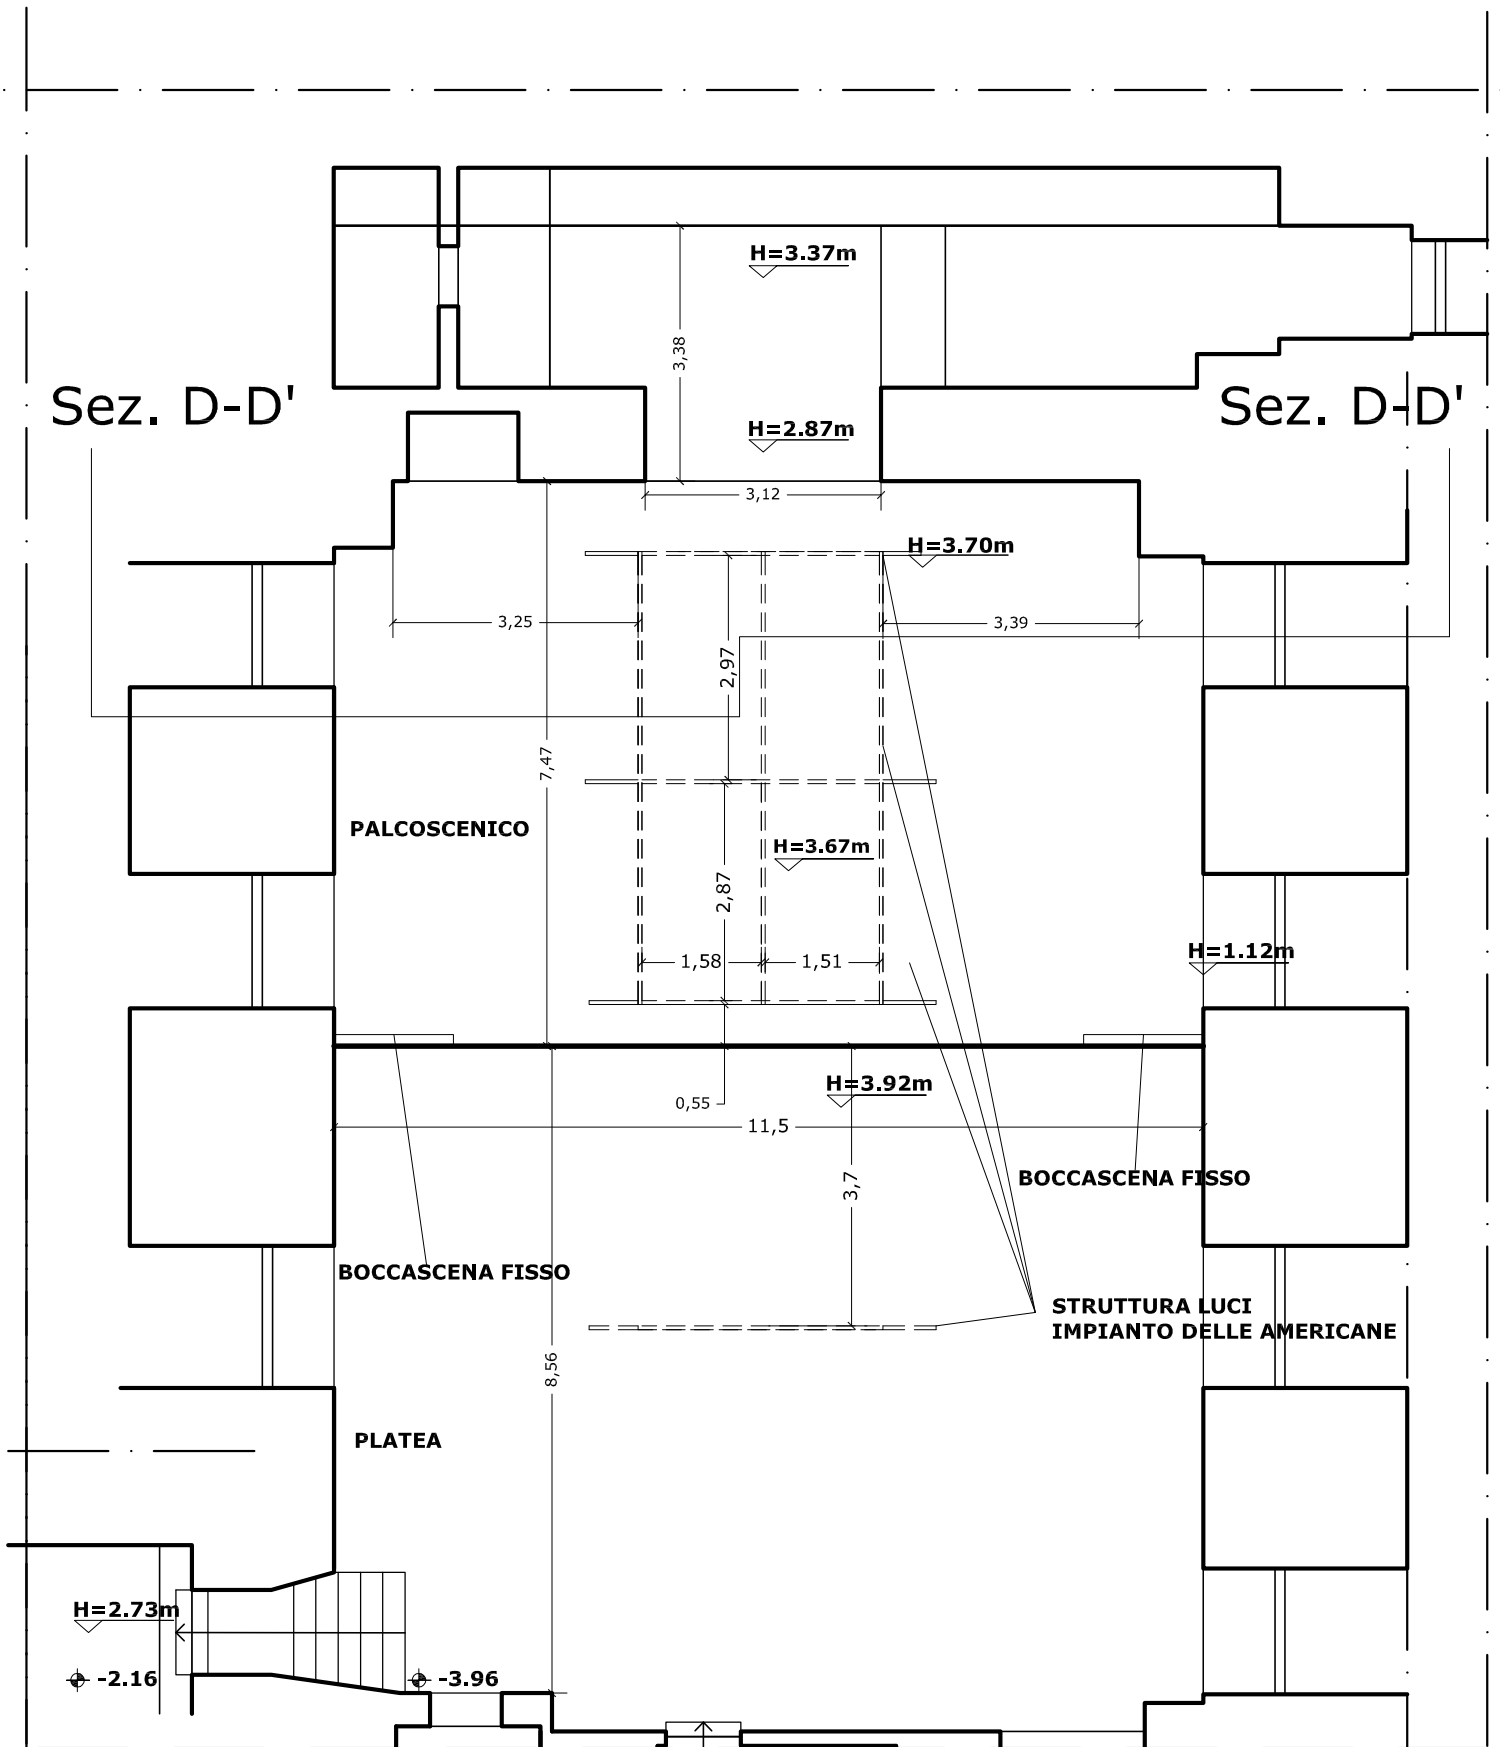 H=3.37m
3,38
Sez. D-D'
Sez. D-D'
H=2.87m
3,12
H=3.70m
3,25
3,39
2,97
7,47
PALCOSCENICO
H=3.67m
2,87
1,58
1,51
H=1.12m
H=3.92m
0,55
11,5
BOCCASCENA FISSO
3,7
BOCCASCENA FISSO
STRUTTURA LUCI
IMPIANTO DELLE AMERICANE
8,56
PLATEA
H=2.73m
-2.16
-3.96